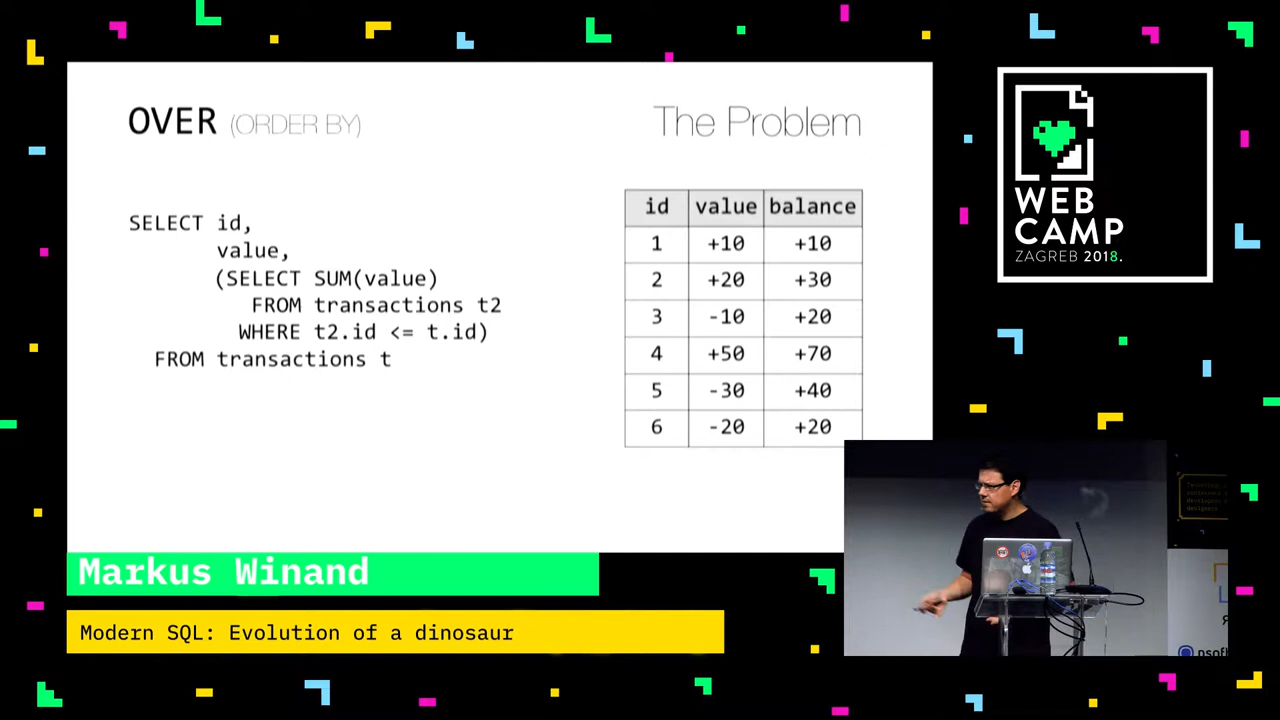 OVER (ORDER BY)
The Problem
SELECT id,
value,
(SELECT SUM(value)
FROM transactions t2
WHERE t2.id <= t.id)
FROM transactions t
id value balance
1 +10 +10
2 +20 +30
3 -10 +20
4 +50 +70
5 -30 +40
6 -20 +20
WEB
CAMP
ZAGREB 2018.
Markus Winand
Modern SQL: Evolution of a dinosaur